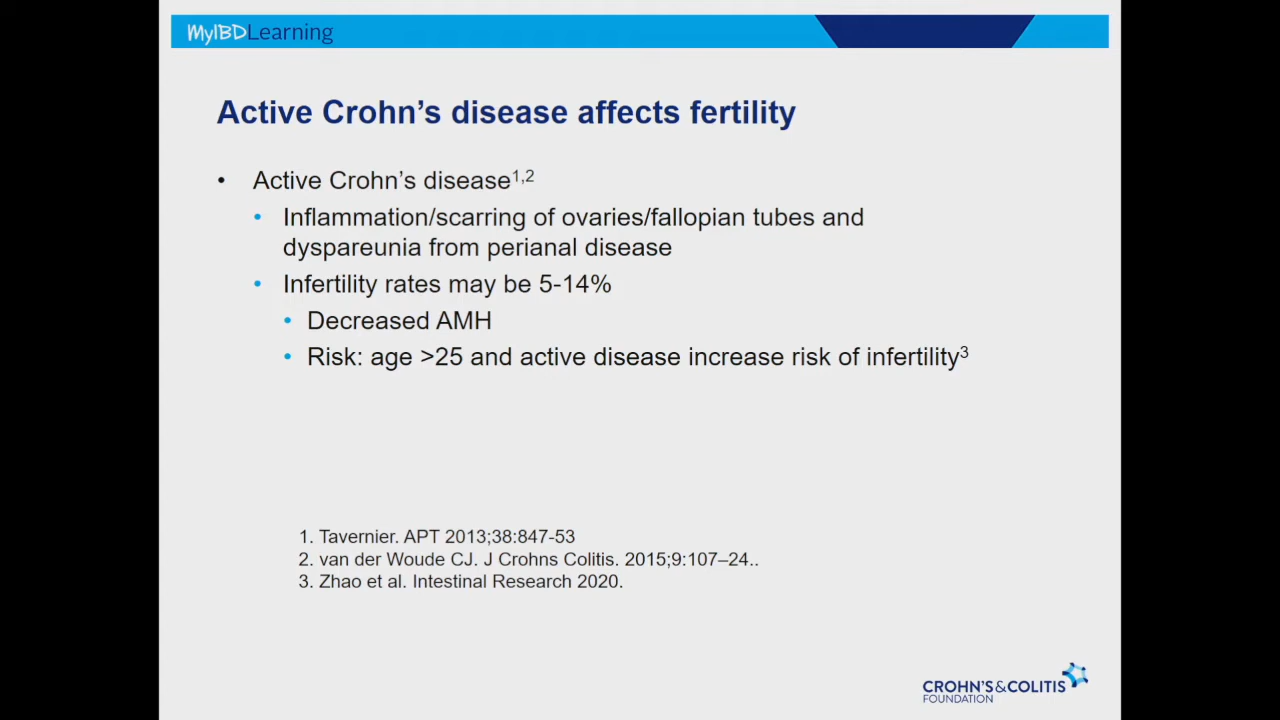 MyIBDLearning
Active Crohn’s disease affects fertility
• Active Crohn’s disease1,2
• Inflammation/scarring of ovaries/fallopian tubes and
dyspareunia from perianal disease
• Infertility rates may be 5-14%
• Decreased AMH
• Risk: age >25 and active disease increase risk of infertility3
1. Tavernier. APT 2013;38:847-53
2. van der Woude CJ. J Crohns Colitis. 2015;9:107–24..
3. Zhao et al. Intestinal Research 2020.
CROHN’S&COLITIS
FOUNDATION